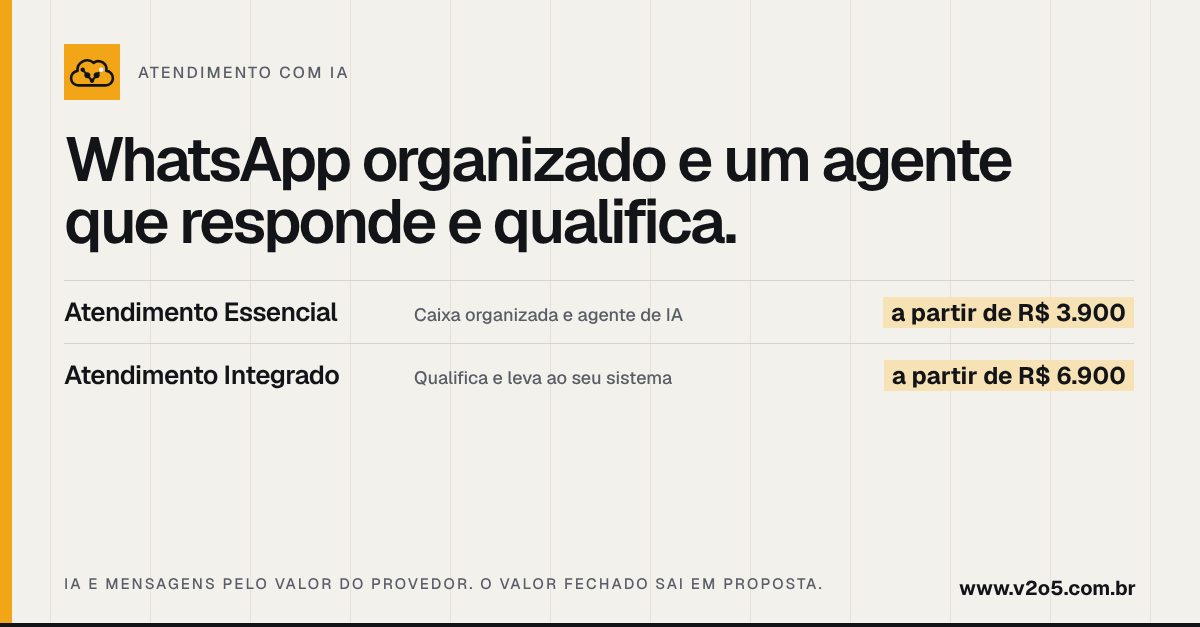 ATENDIMENTO COM IA
WhatsApp organizado e um agente
que responde e qualifica.
Atendimento Essencial Caixa organizada e agente de IA a partir de R$ 3.900
Atendimento Integrado Qualifica e leva ao seu sistema a partir de R$ 6.900
IA E MENSAGENS PELO VALOR DO PROVEDOR. O VALOR FECHADO SAI EM PROPOSTA. www.v2o5.com.br